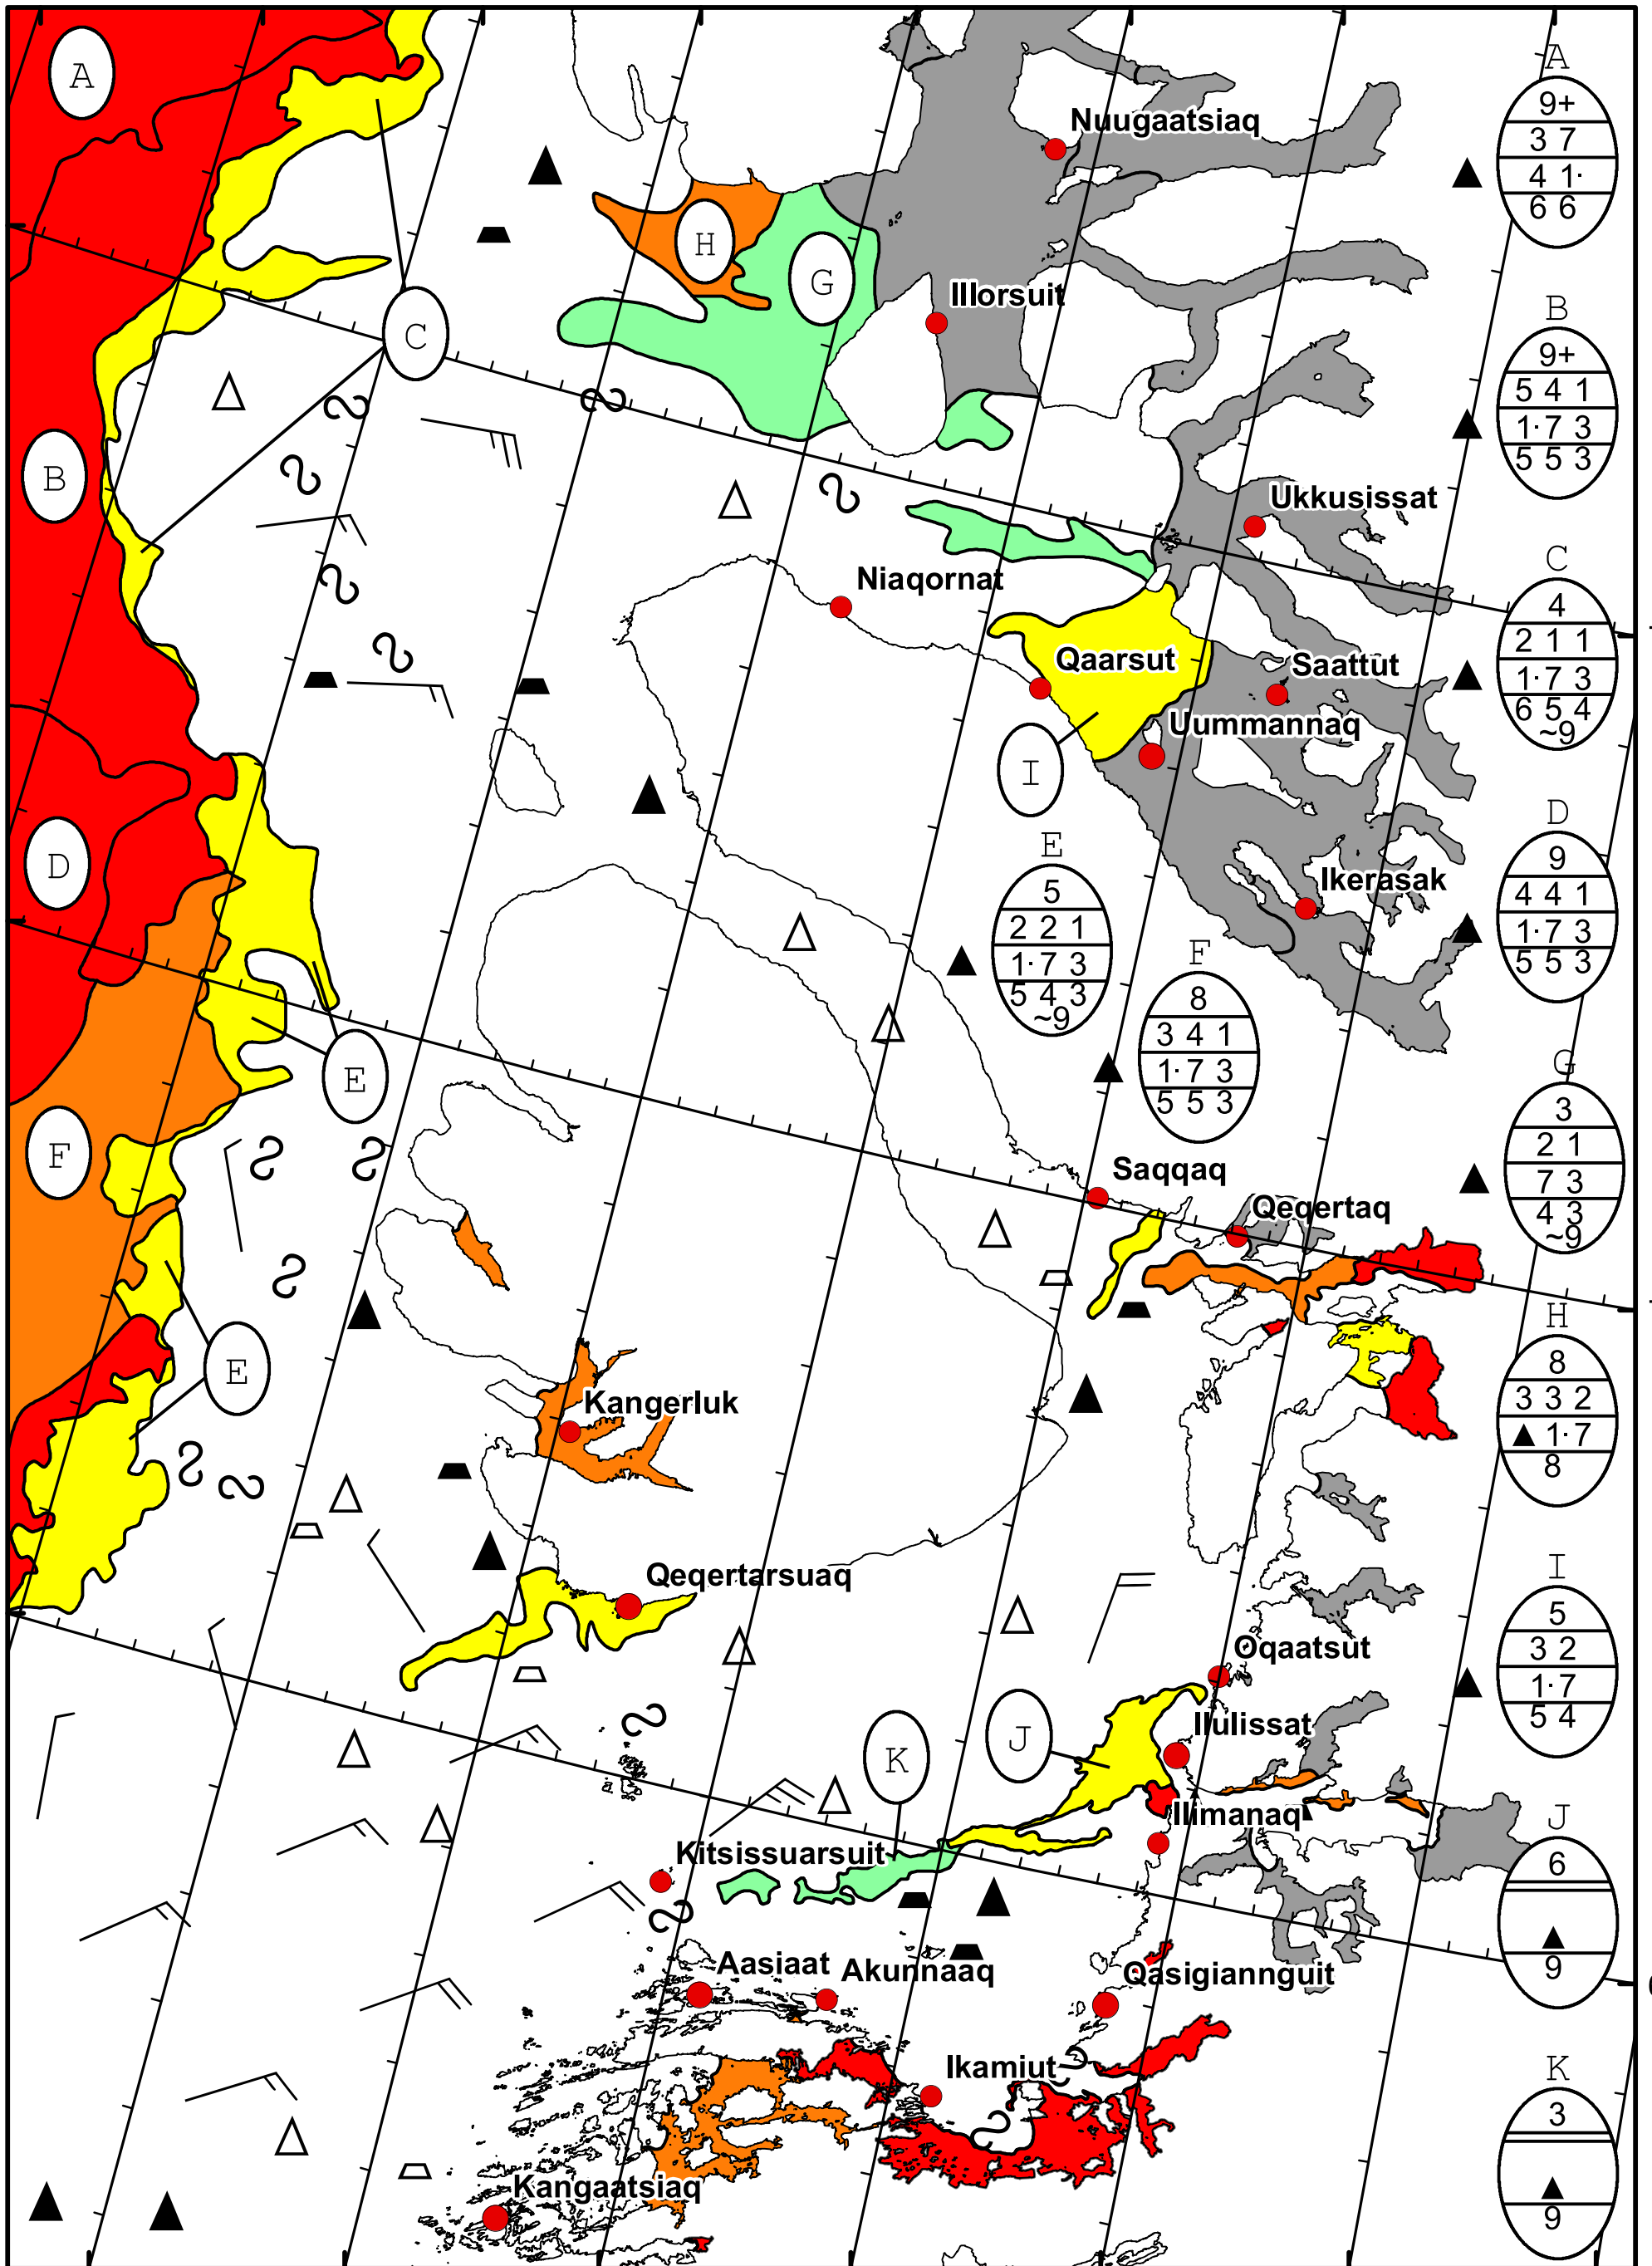 A
Nuugaatsiaq
A
9+
3 7
4 1·
6 6
H
G
Illorsuit
C
B
9+
5 4 1
1· 7 3
5 5 3
B
Ukkusissat
Niaqornat
C
4
2 1 1
1· 7 3
6 5 4
~9
Qaarsut
Saattut
Uummannaq
I
D
E
5
2 2 1
1· 7 3
5 4 3
~9
D
9
4 4 1
1· 7 3
5 5 3
Ikerasak
F
8
3 4 1
1· 7 3
5 5 3
E
F
G
3
2 1
7 3
4 3
~9
Saqqaq
Qeqertaq
E
H
8
3 3 2
▲ 1· 7
8
Kangerluk
Qeqertarsuaq
I
5
3 2
1· 7
5 4
Oqaatsut
Ilulissat
J
K
Ilimanaq
J
6
▲
9
Kitsissuarsuit
Aasiaat
Akunnaaq
Qasigiannguit
Ikamiut
K
3
▲
9
Kangaatsiaq